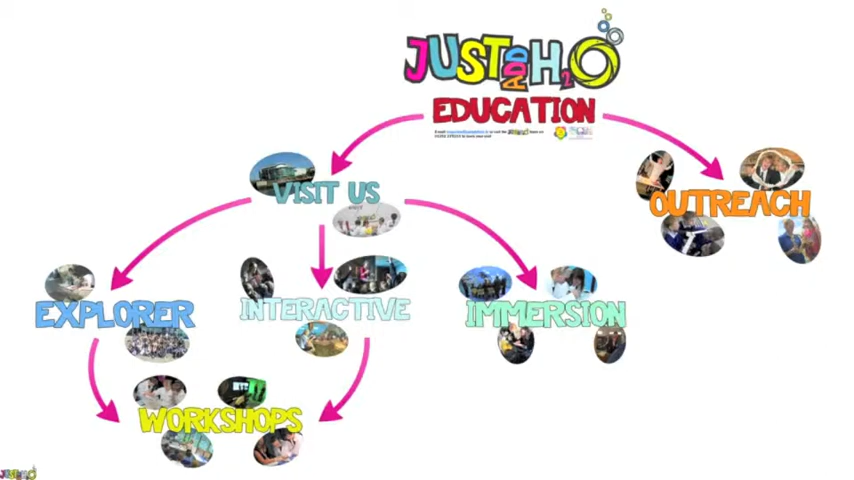 JUST ADD H2O
EDUCATION
VISIT US
OUTREACH
EXPLORER
INTERACTIVE
IMMERSION
WORKSHOPS